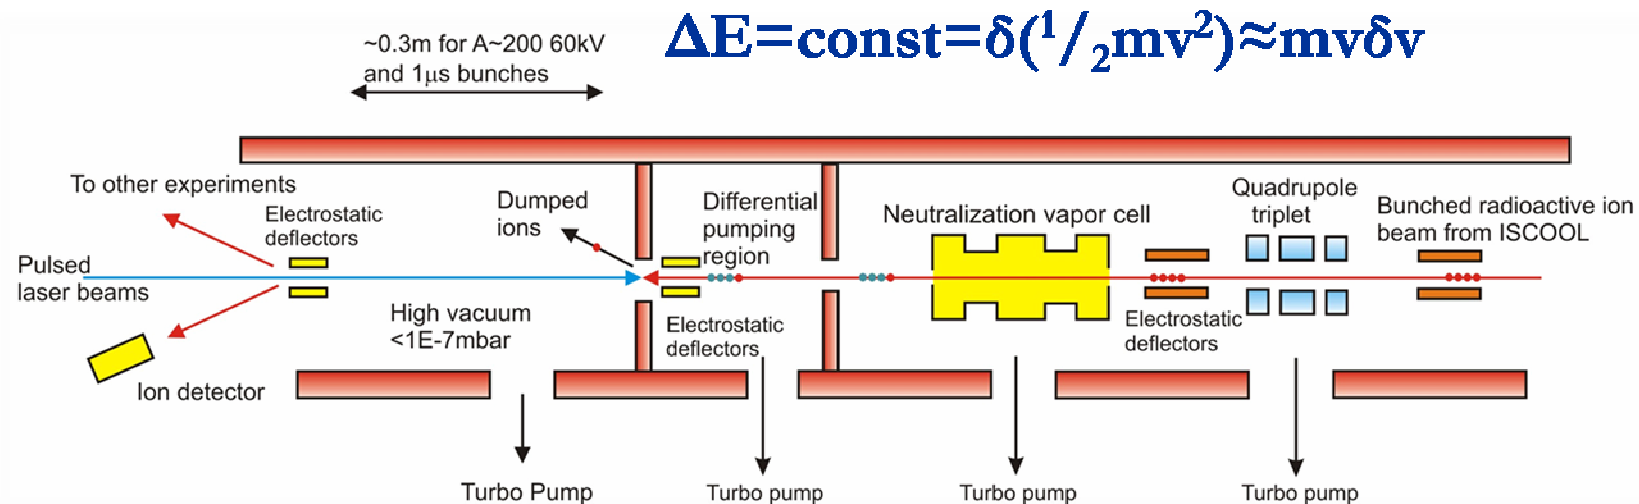 ~0.3m for A~200 60kV
and 1μs bunches
ΔE=const=δ(¹/₂mv²)≈mvδv
To other experiments
Electrostatic
deflectors
Dumped
ions
Differential
pumping
region
Neutralization vapor cell
Quadrupole
triplet
Bunched radioactive ion
beam from ISCOOL
Pulsed
laser beams
High vacuum
<1E-7mbar
Electrostatic
deflectors
Electrostatic
deflectors
Ion detector
Turbo Pump
Turbo pump
Turbo pump
Turbo pump